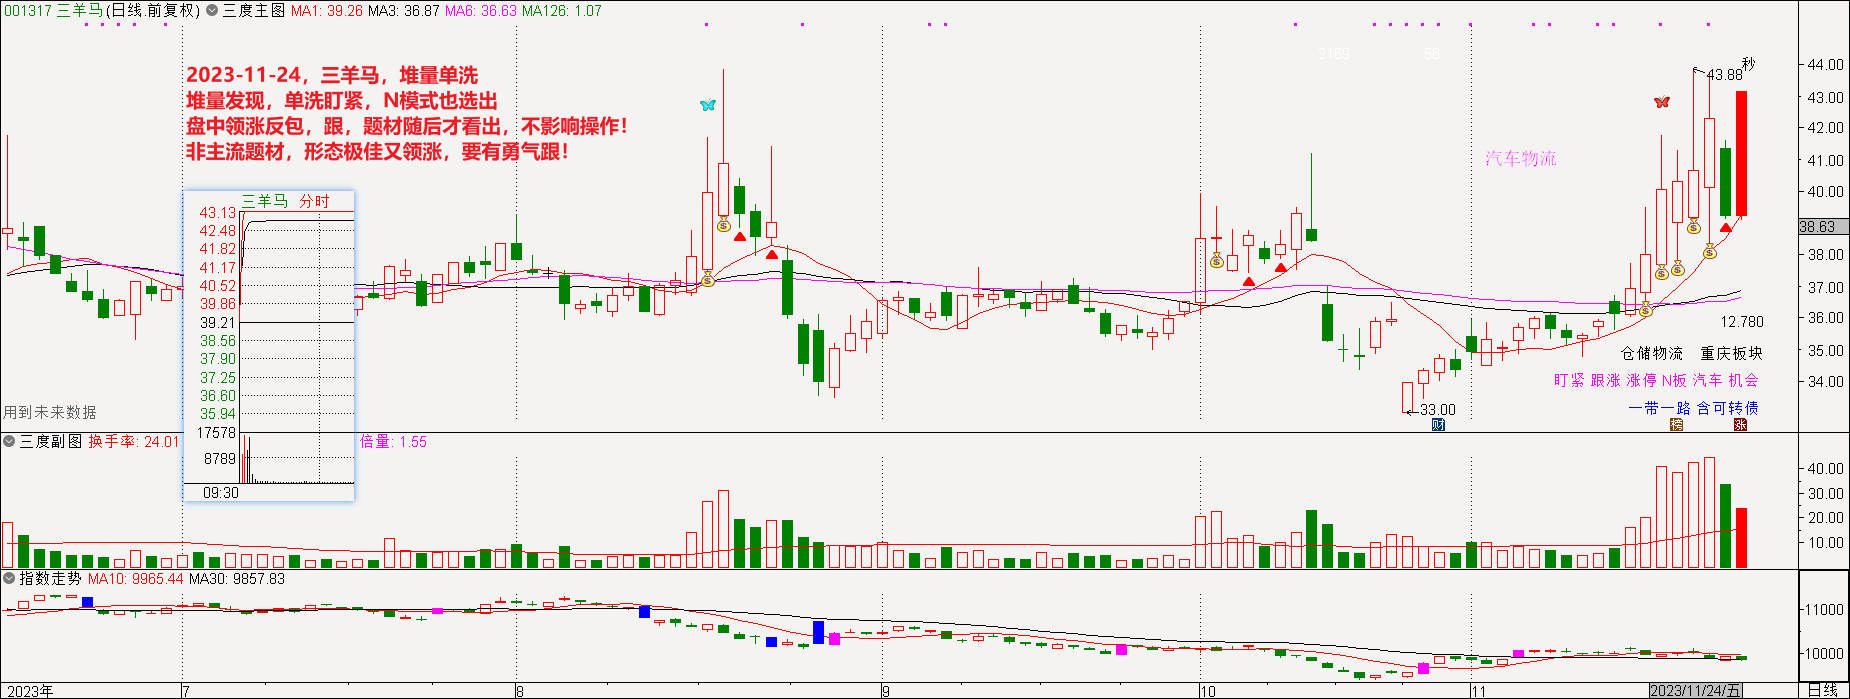 001317 三羊马(日线.前复权) 三度主图 MA1: 39.26 MA3: 36.87 MA6: 36.63 MA126: 1.07
2169 56
秒
43.88
2023-11-24，三羊马，堆量单洗
堆量发现，单洗盯紧，N模式也选出
盘中领涨反包，跟，题材随后才看出，不影响操作！
非主流题材，形态极佳又领涨，要有勇气跟！
汽车物流
44.00
43.00
42.00
41.00
40.00
38.63
38.00
37.00
36.00
35.00
34.00
三羊马 分时
43.13
42.48
41.82
41.17
40.52
39.86
39.21
38.56
37.90
37.25
36.60
35.94
17578
8789
09:30
12.780
仓储物流 重庆板块
盯紧 跟涨 涨停 N板 汽车 机会
一带一路 含可转债
33.00
财 榜 涨
用到未来数据
三度副图 换手率: 24.01 倍量: 1.55
40.00
30.00
20.00
10.00
指数走势 MA10: 9965.44 MA30: 9857.83
11000
10000
2023年 7 8 9 10 11 2023/11/24/五 日线